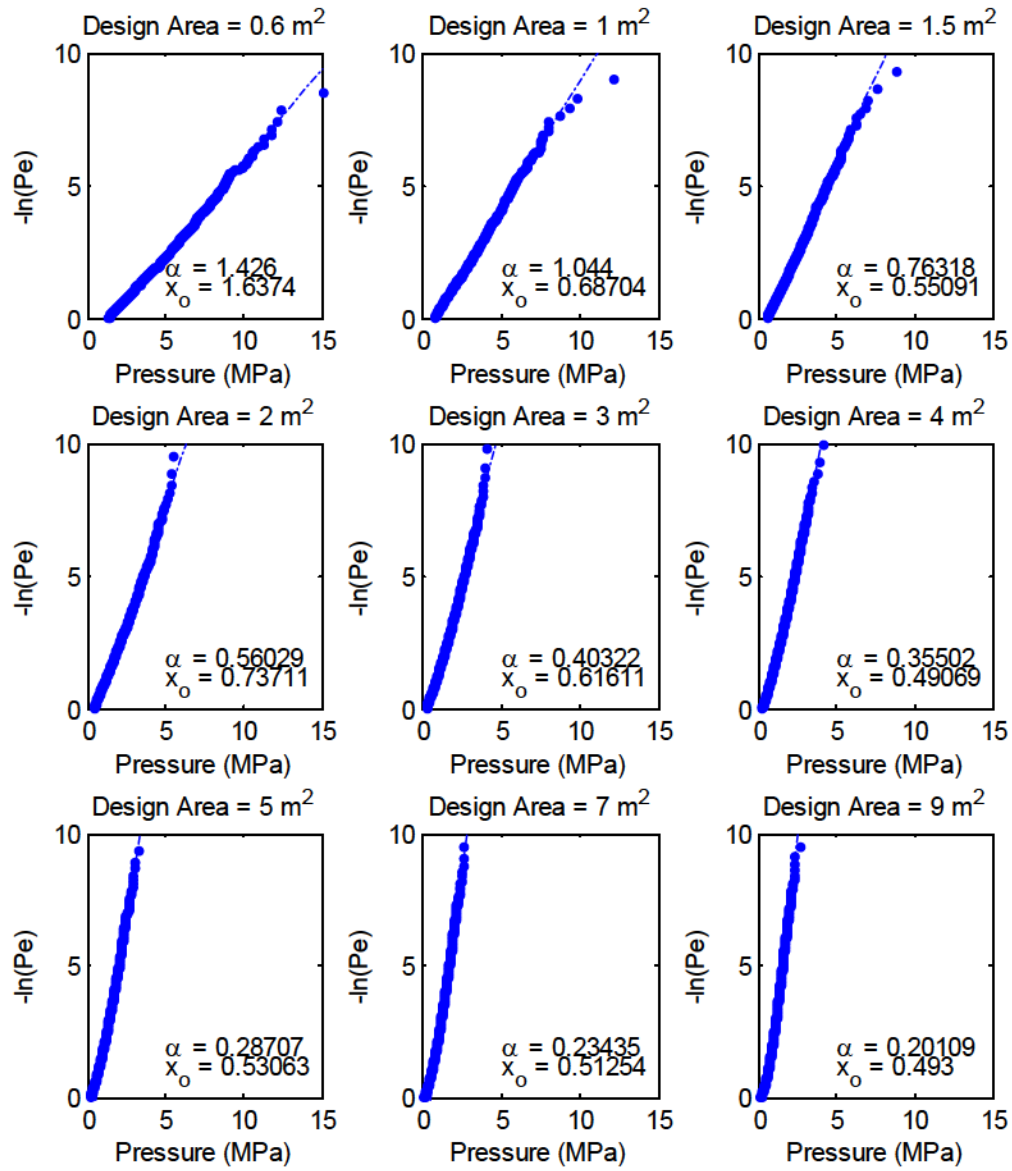 Design Area = 0.6 m²
10
5
0
-ln(Pe)
α = 1.426
xₒ = 1.6374
0 5 10 15
Pressure (MPa)
Design Area = 1 m²
10
5
0
-ln(Pe)
α = 1.044
xₒ = 0.68704
0 5 10 15
Pressure (MPa)
Design Area = 1.5 m²
10
5
0
-ln(Pe)
α = 0.76318
xₒ = 0.55091
0 5 10 15
Pressure (MPa)
Design Area = 2 m²
10
5
0
-ln(Pe)
α = 0.56029
xₒ = 0.73711
0 5 10 15
Pressure (MPa)
Design Area = 3 m²
10
5
0
-ln(Pe)
α = 0.40322
xₒ = 0.61611
0 5 10 15
Pressure (MPa)
Design Area = 4 m²
10
5
0
-ln(Pe)
α = 0.35502
xₒ = 0.49069
0 5 10 15
Pressure (MPa)
Design Area = 5 m²
10
5
0
-ln(Pe)
α = 0.28707
xₒ = 0.53063
0 5 10 15
Pressure (MPa)
Design Area = 7 m²
10
5
0
-ln(Pe)
α = 0.23435
xₒ = 0.51254
0 5 10 15
Pressure (MPa)
Design Area = 9 m²
10
5
0
-ln(Pe)
α = 0.20109
xₒ = 0.493
0 5 10 15
Pressure (MPa)